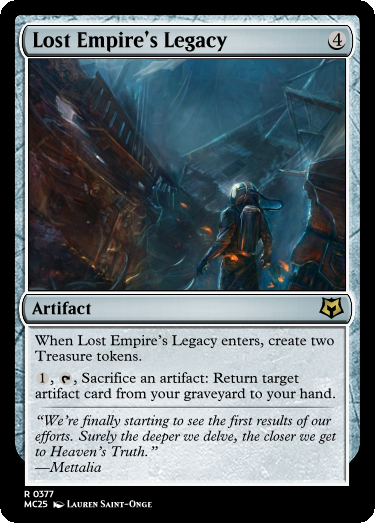 Lost Empire's Legacy 4
Artifact
When Lost Empire's Legacy enters, create two
Treasure tokens.
1, , Sacrifice an artifact: Return target
artifact card from your graveyard to your hand.
“We're finally starting to see the first results of our
efforts. Surely the deeper we delve, the closer we get
to Heaven's Truth.”
—Mettalia
R 0377
MC25 Lauren Saint-Onge